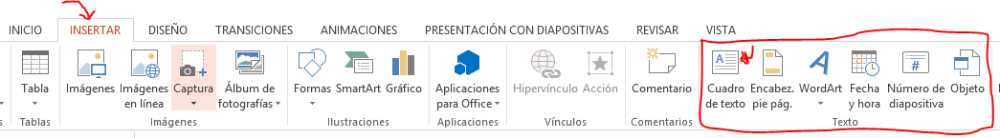 INICIO INSERTAR DISEÑO TRANSICIONES ANIMACIONES PRESENTACIÓN CON DIAPOSITIVAS REVISAR VISTA
Tabla Imágenes Imágenes Captura Álbum de Formas SmartArt Gráfico Aplicaciones Hipervínculo Acción Comentario Cuadro Encabez. WordArt Fecha Número de Objeto
en línea fotografías para Office de texto pie pág. y hora diapositiva
Tablas Imágenes Ilustraciones Aplicaciones Vínculos Comentarios Texto